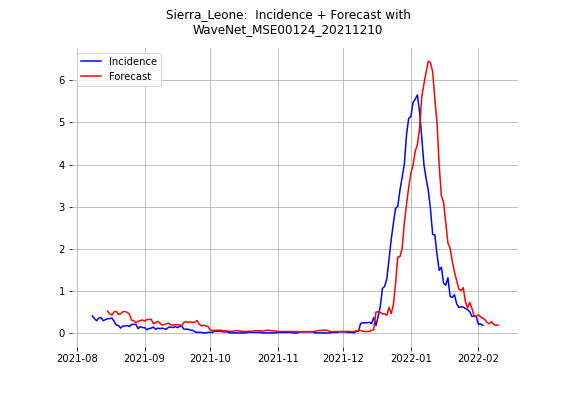 Sierra_Leone:  Incidence + Forecast with
WaveNet_MSE00124_20211210
Incidence
Forecast
6
5
4
3
2
1
0
2021-08 2021-09 2021-10 2021-11 2021-12 2022-01 2022-02